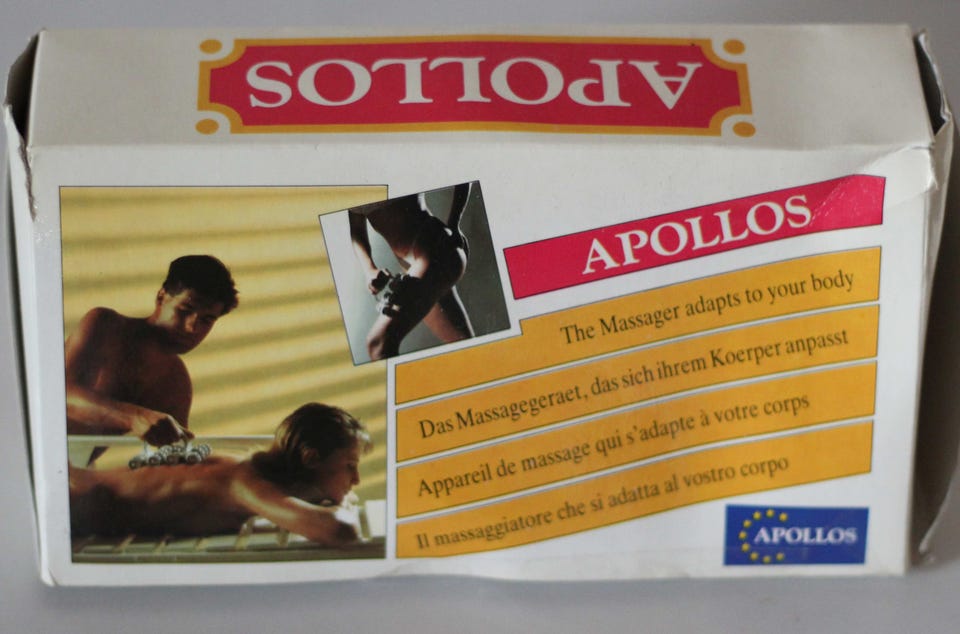 APOLLOS
APOLLOS
The Massager adapts to your body
Das Massagegeraet, das sich ihrem Koerper anpasst
Appareil de massage qui s'adapte à votre corps
Il massaggiatore che si adatta al vostro corpo
APOLLOS